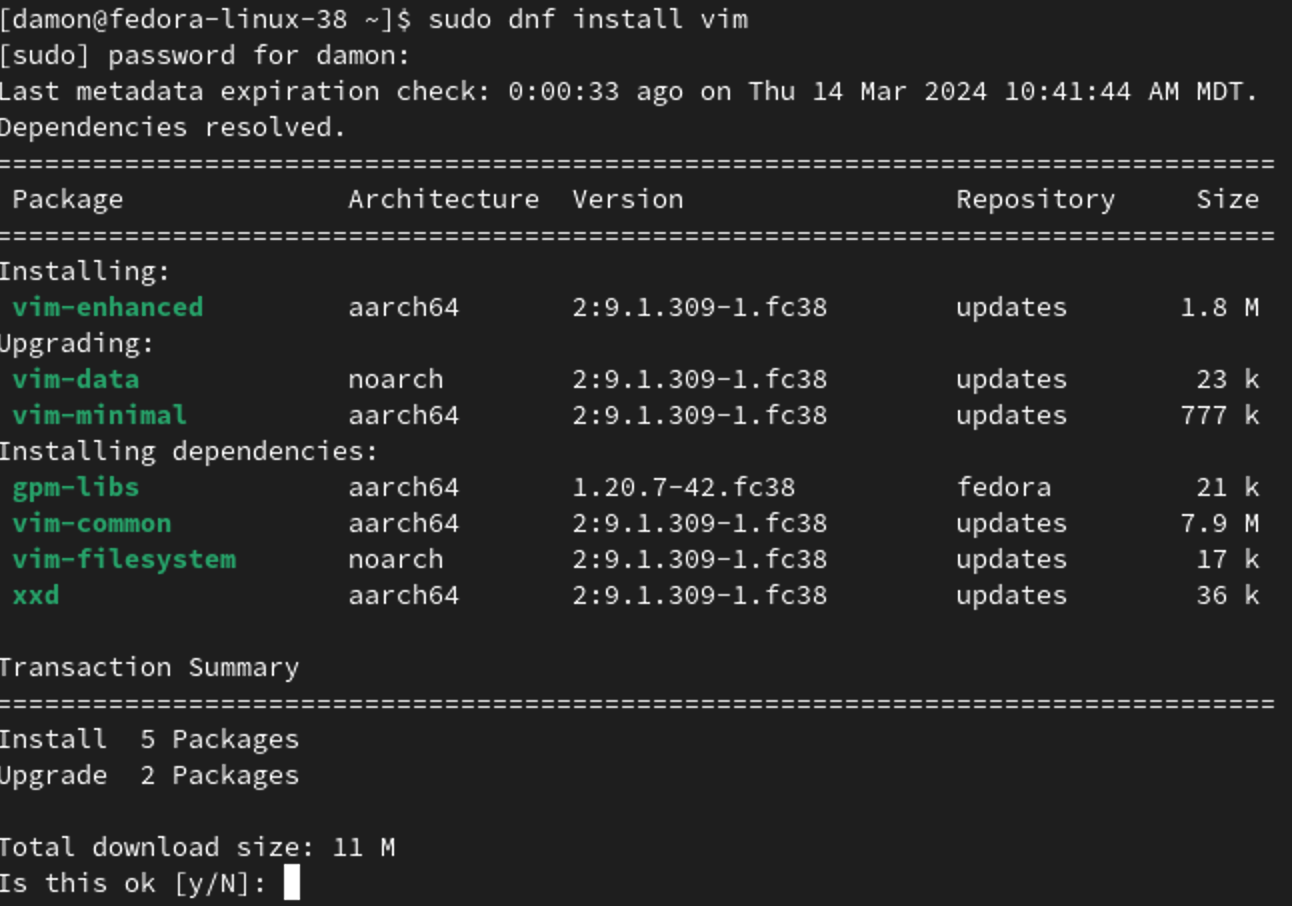 [damon@fedora-linux-38 ~]$ sudo dnf install vim
[sudo] password for damon:
Last metadata expiration check: 0:00:33 ago on Thu 14 Mar 2024 10:41:44 AM MDT.
Dependencies resolved.
================================================================================
 Package             Architecture  Version                 Repository     Size
================================================================================
Installing:
 vim-enhanced         aarch64       2:9.1.309-1.fc38        updates       1.8 M
Upgrading:
 vim-data             noarch        2:9.1.309-1.fc38        updates        23 k
 vim-minimal          aarch64       2:9.1.309-1.fc38        updates       777 k
Installing dependencies:
 gpm-libs             aarch64       1.20.7-42.fc38          fedora         21 k
 vim-common           aarch64       2:9.1.309-1.fc38        updates       7.9 M
 vim-filesystem       noarch        2:9.1.309-1.fc38        updates        17 k
 xxd                  aarch64       2:9.1.309-1.fc38        updates        36 k

Transaction Summary
================================================================================
Install  5 Packages
Upgrade  2 Packages

Total download size: 11 M
Is this ok [y/N]: